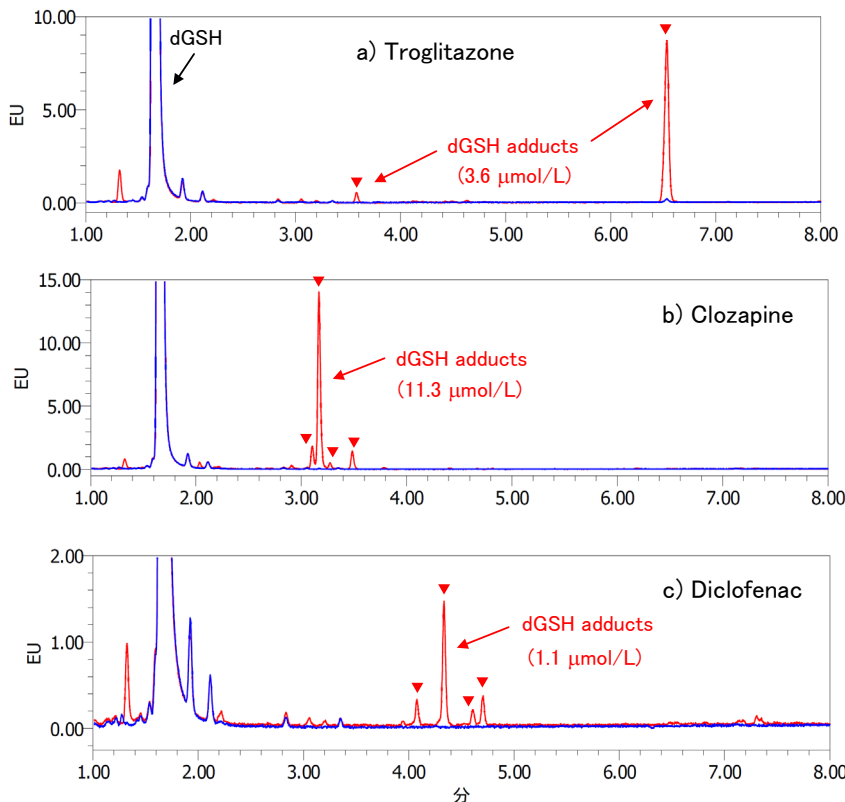 10.00
dGSH
a) Troglitazone
EU
5.00
dGSH adducts
(3.6 μmol/L)
0.00
1.00 2.00 3.00 4.00 5.00 6.00 7.00 8.00
15.00
b) Clozapine
10.00
EU
dGSH adducts
(11.3 μmol/L)
5.00
0.00
1.00 2.00 3.00 4.00 5.00 6.00 7.00 8.00
2.00
c) Diclofenac
dGSH adducts
(1.1 μmol/L)
EU
1.00
0.00
1.00 2.00 3.00 4.00 5.00 6.00 7.00 8.00
分